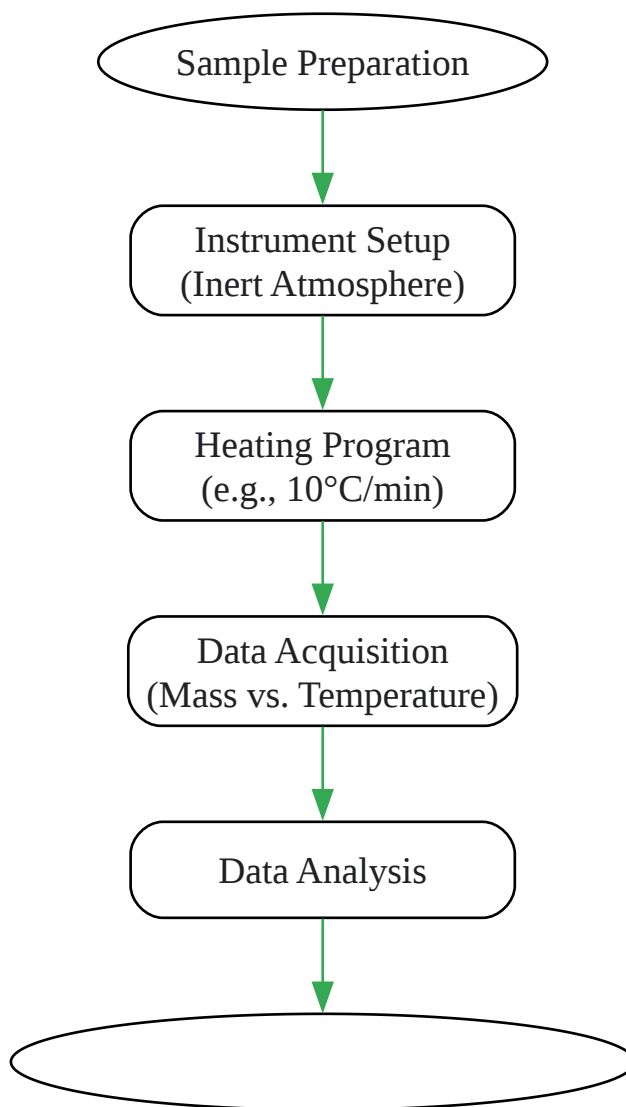 Sample Preparation
Instrument Setup
(Inert Atmosphere)
Heating Program
(e.g., 10°C/min)
Data Acquisition
(Mass vs. Temperature)
Data Analysis